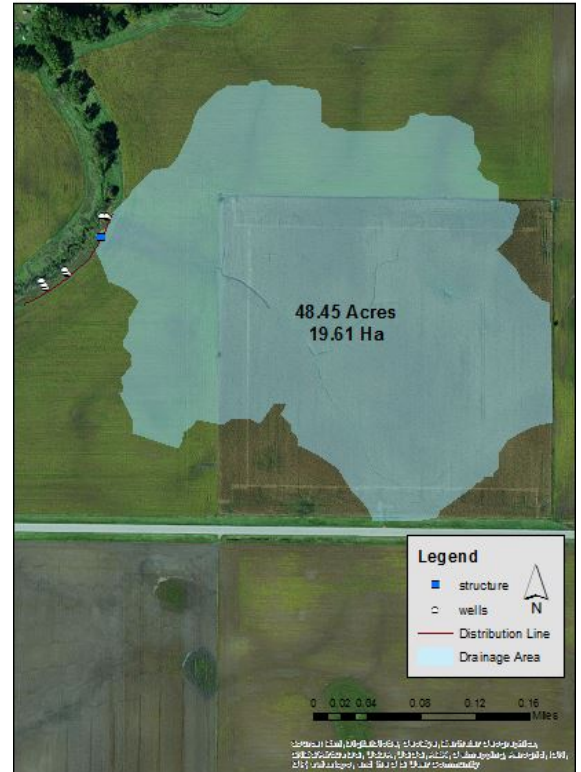 48.45 Acres
19.61 Ha
Legend
structure
wells
Distribution Line
Drainage Area
N
0 0.02 0.04 0.08 0.12 0.16
Miles